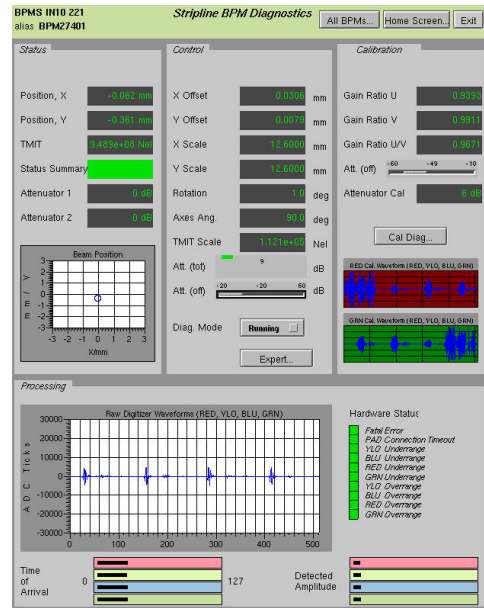 BPMS IN10 221
alias BPM27401
Stripline BPM Diagnostics
All BPMs...
Home Screen...
Exit
Status
Position, X -0.062 mm
Position, Y -0.361 mm
TMIT 9.489e+08 Nel
Status Summary
Attenuator 1 0 dB
Attenuator 2 0 dB
Beam Position
mm / Y
3
2
1
0
-1
-2
-3
-3 -2 -1 0 1 2 3
X/mm
Control
X Offset 0.0306 mm
Y Offset 0.0079 mm
X Scale 12.6000 mm
Y Scale 12.6000 mm
Rotation 1.0 deg
Axes Ang. 90.0 deg
TMIT Scale 1.121e+05 Nel
Att. (tot) 9 dB
Att. (off) -20 -20 60 dB
Diag. Mode Running
Expert...
Calibration
Gain Ratio U 0.9393
Gain Ratio V 0.9911
Gain Ratio U/V 0.9671
Att. (off) -60 -49 -10
Attenuator Cal 6 dB
Cal Diag...
RED Cal. Waveform (RED, YLO, BLU, GRN)
GRN Cal. Waveform (RED, YLO, BLU, GRN)
Processing
Raw Digitizer Waveforms (RED, YLO, BLU, GRN)
ADC Ticks
30000
20000
10000
0
-10000
-20000
-30000
0 100 200 300 400 500
Hardware Status
Fatal Error
PAD Connection Timeout
YLO Underrange
BLU Underrange
RED Underrange
GRN Underrange
YLO Overrange
BLU Overrange
RED Overrange
GRN Overrange
Time
of
Arrival
0 127
Detected
Amplitude